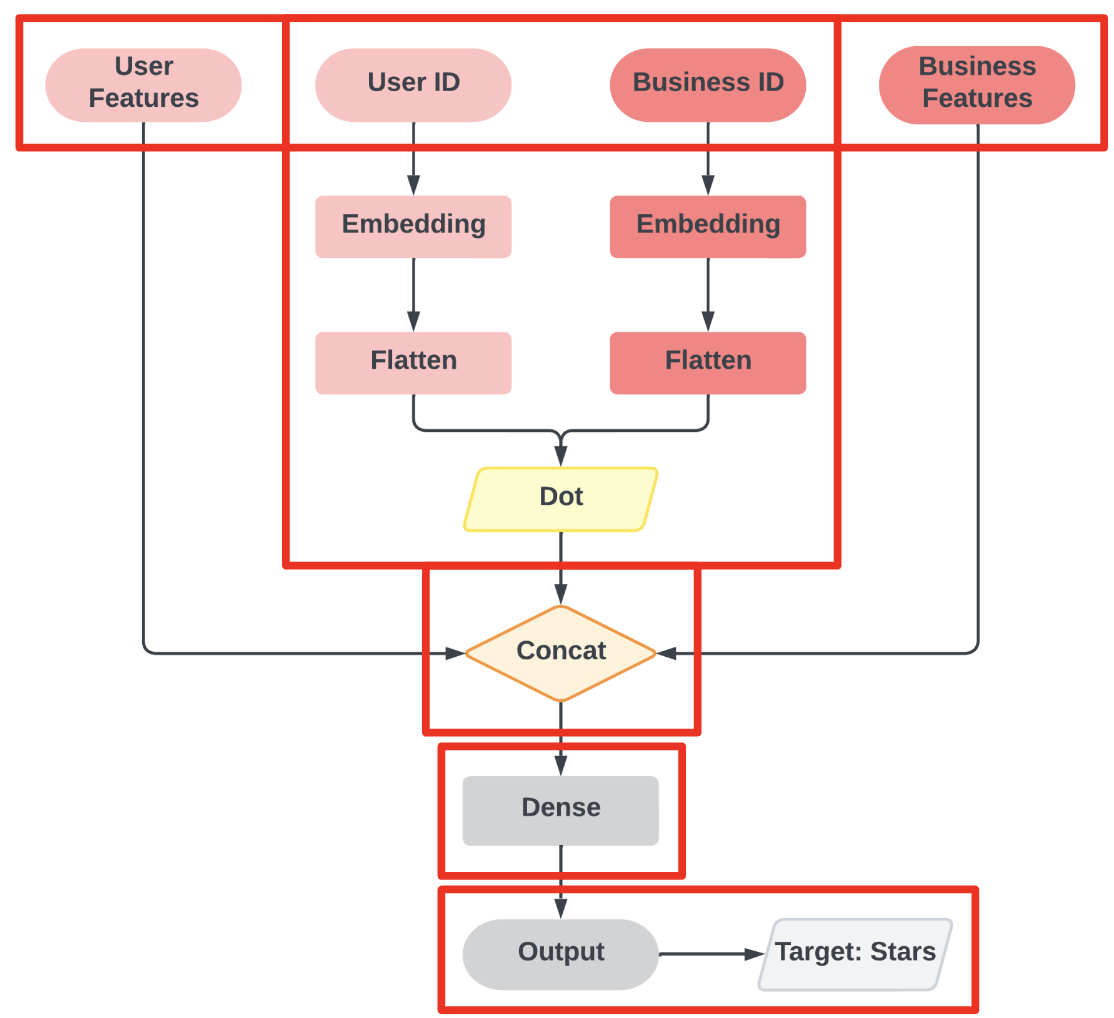 User
Features
User ID
Business ID
Business
Features
Embedding
Embedding
Flatten
Flatten
Dot
Concat
Dense
Output
Target: Stars